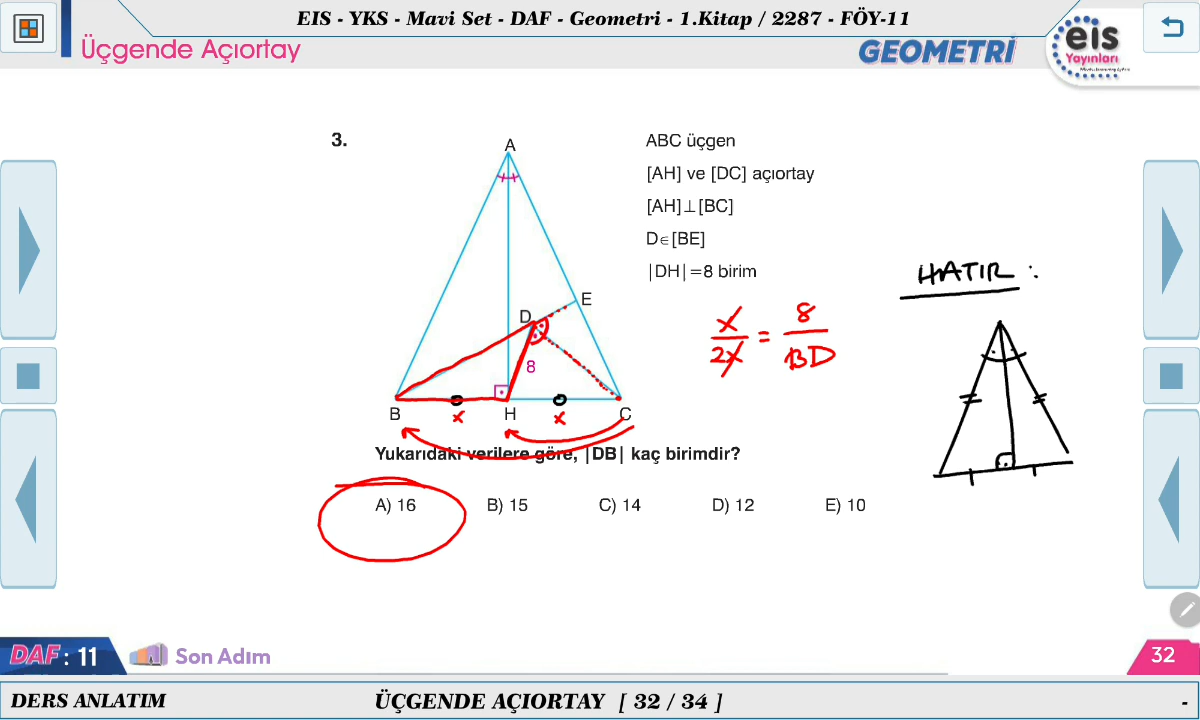 EIS - YKS - Mavi Set - DAF - Geometri - 1.Kitap / 2287 - FÖY-11
Üçgende Açıortay
GEOMETRİ
eis
Yayınları
3.
A
ABC üçgen
[AH] ve [DC] açıortay
[AH]⊥[BC]
D∈[BE]
|DH|=8 birim
HATIR :
E
D
8
x/2x = 8/BD
B
H
C
x
x
Yukarıdaki verilere göre, |DB| kaç birimdir?
A) 16 B) 15 C) 14 D) 12 E) 10
DAF : 11
Son Adım
32
DERS ANLATIM
ÜÇGENDE AÇIORTAY [ 32 / 34 ]
-